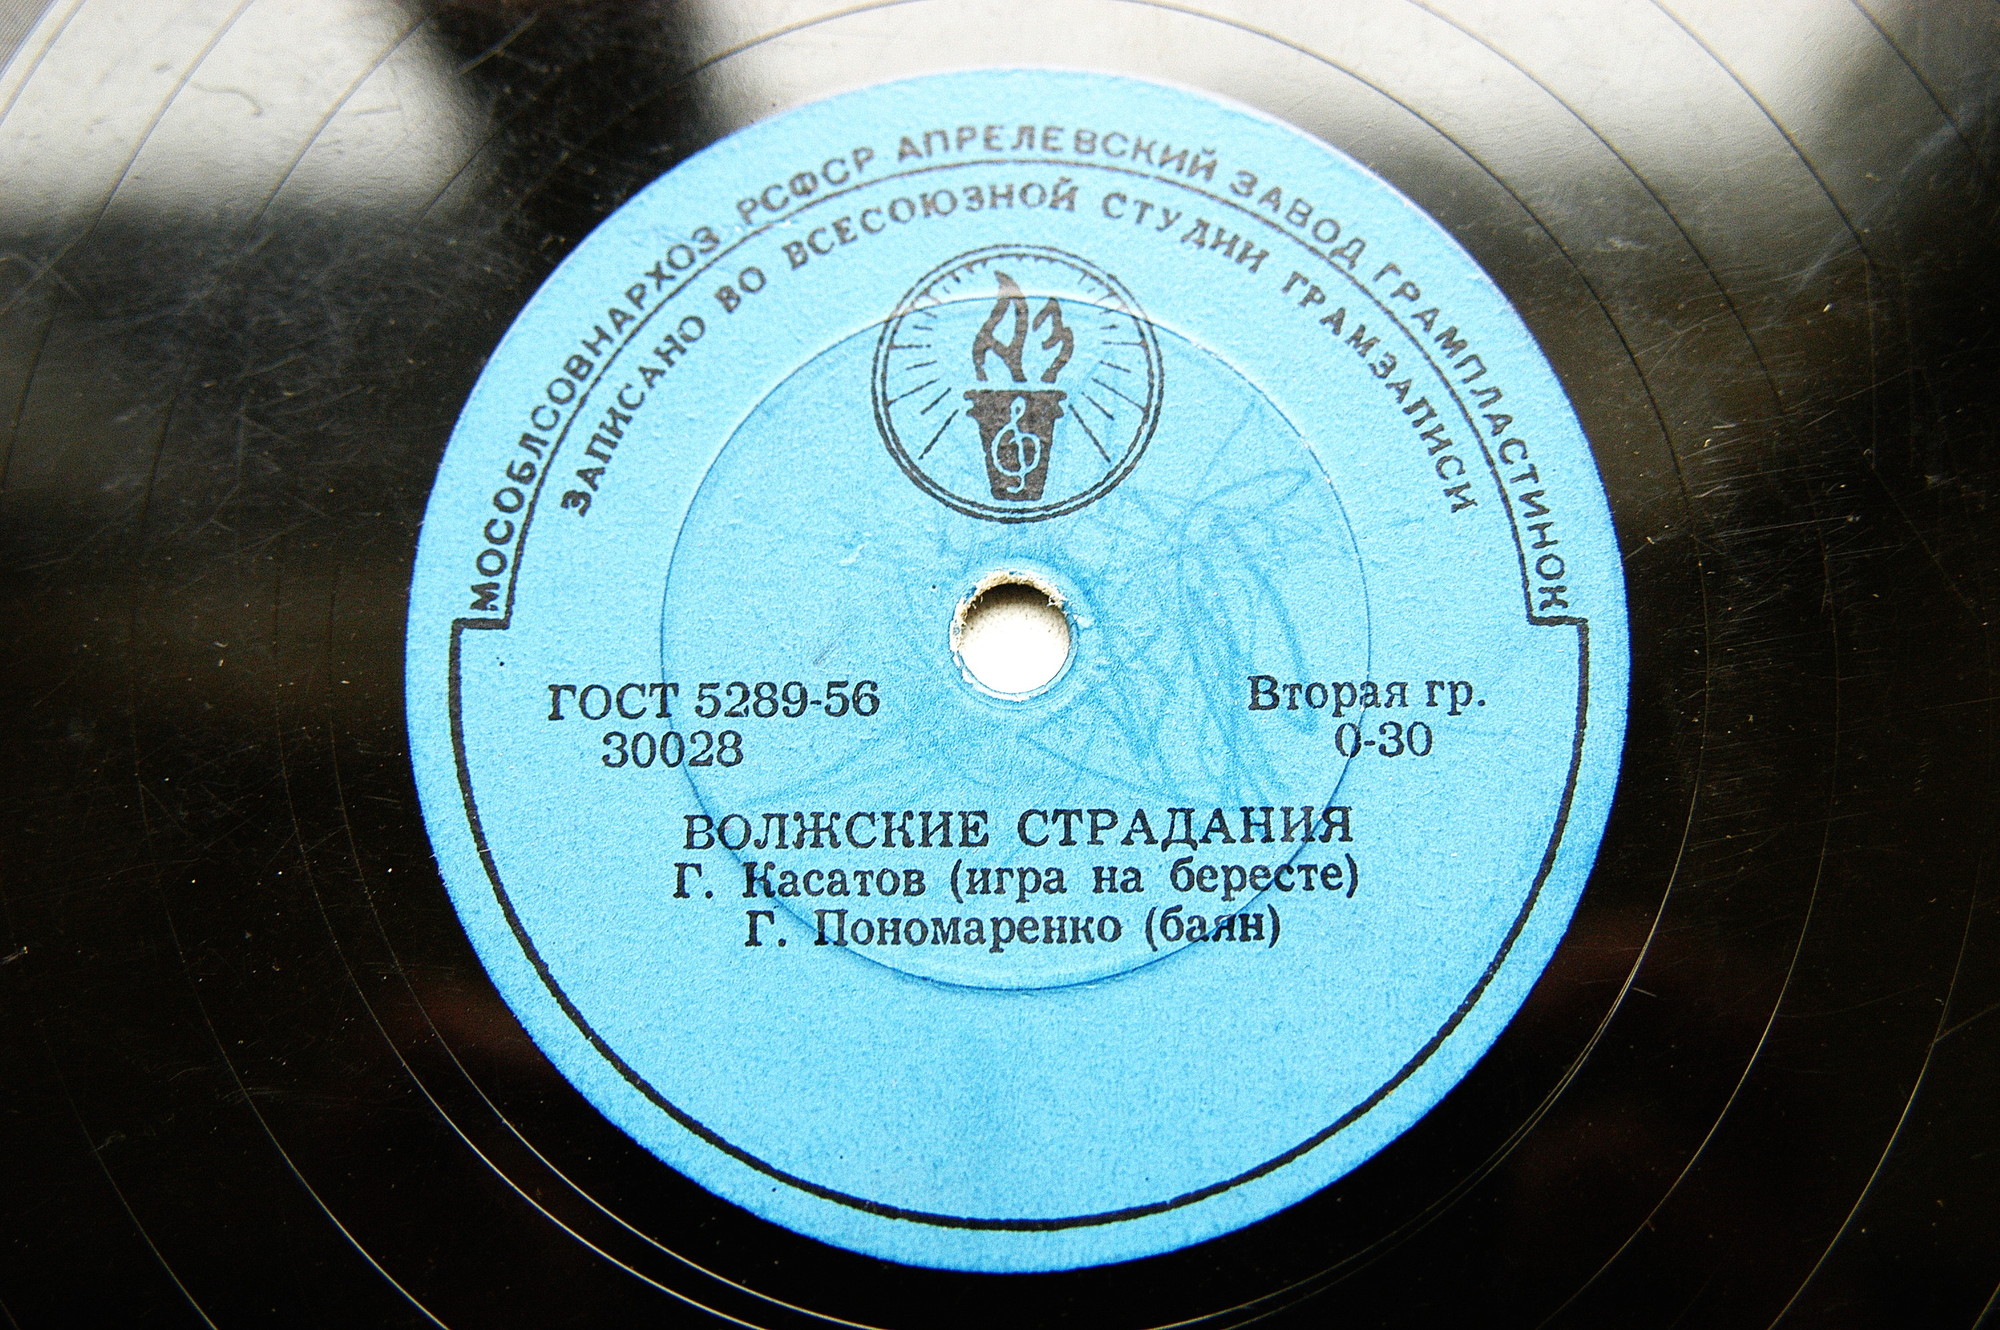 МОСОБЛСОВНАРХОЗ РСФСР АПРЕЛЕВСКИЙ ЗАВОД ГРАМПЛАСТИНОК
ЗАПИСАНО ВО ВСЕСОЮЗНОЙ СТУДИИ ГРАМЗАПИСИ
АЗ
ГОСТ 5289-56
30028
Вторая гр.
0-30
ВОЛЖСКИЕ СТРАДАНИЯ
Г. Касатов (игра на бересте)
Г. Пономаренко (баян)